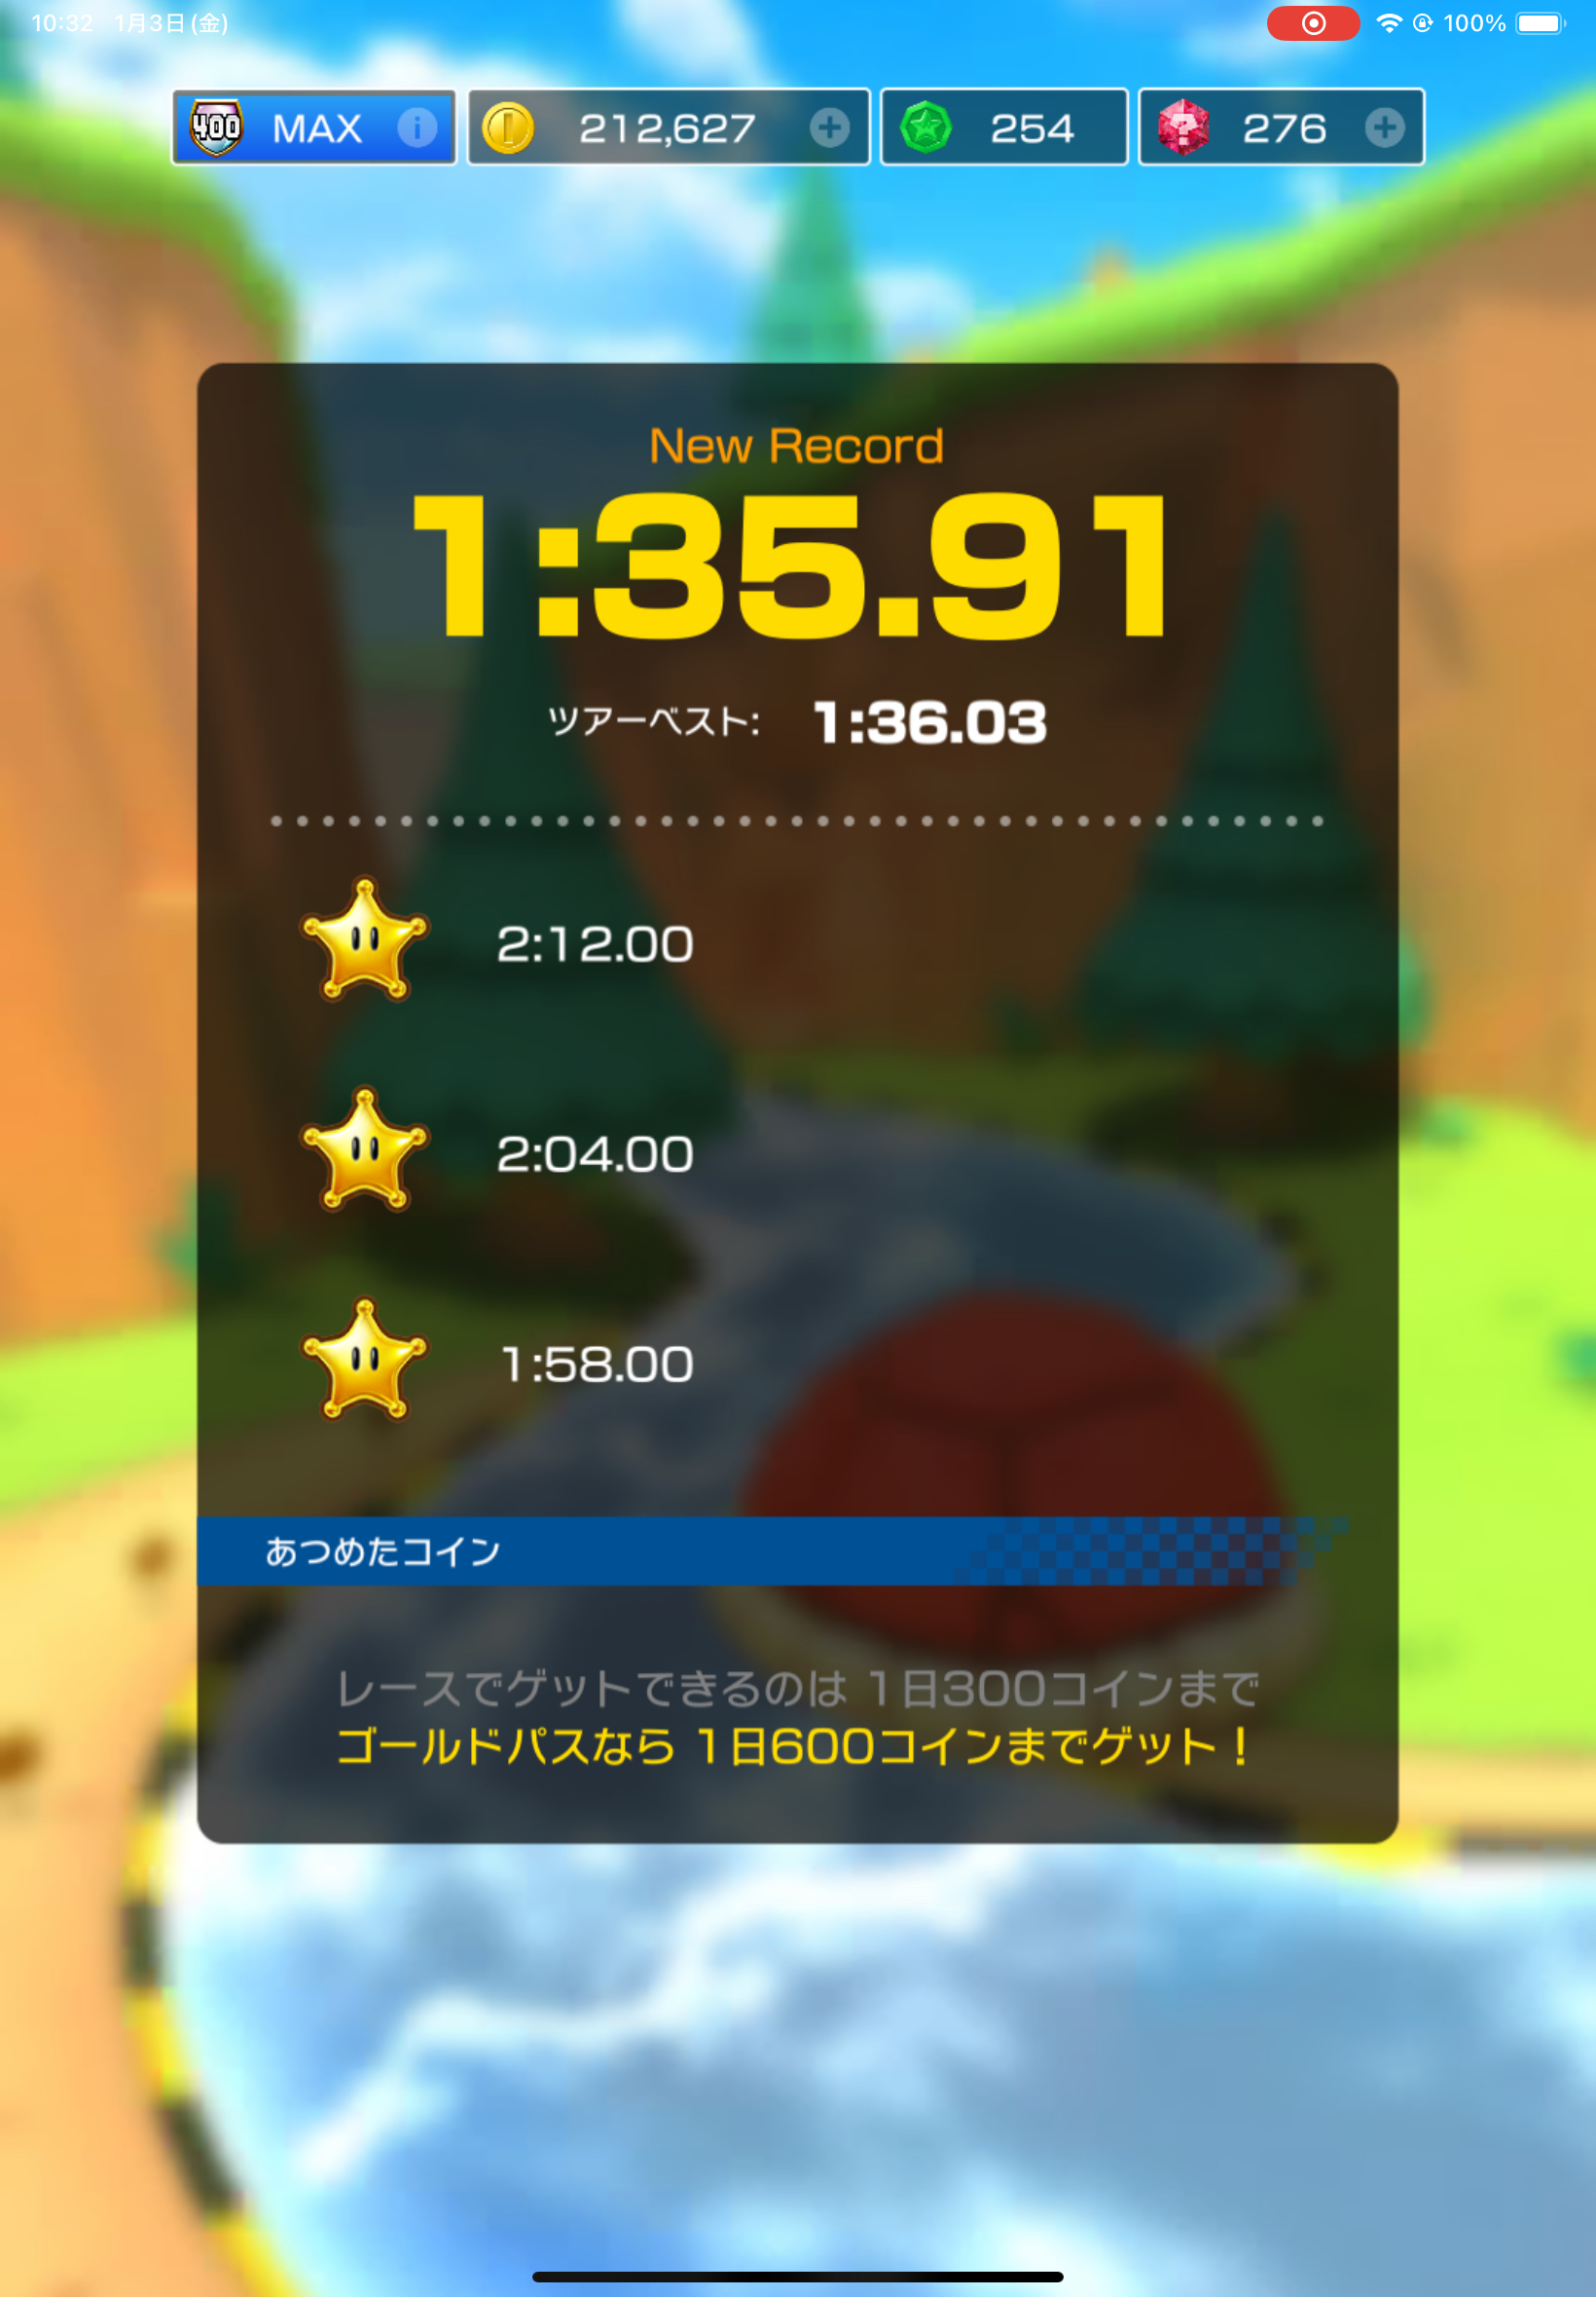 10:32 1月3日(金) 100%
400 MAX i 212,627 + 254 ? 276 +
New Record
1:35.91
ツアーベスト: 1:36.03
2:12.00
2:04.00
1:58.00
あつめたコイン
レースでゲットできるのは 1日300コインまで
ゴールドパスなら 1日600コインまでゲット!